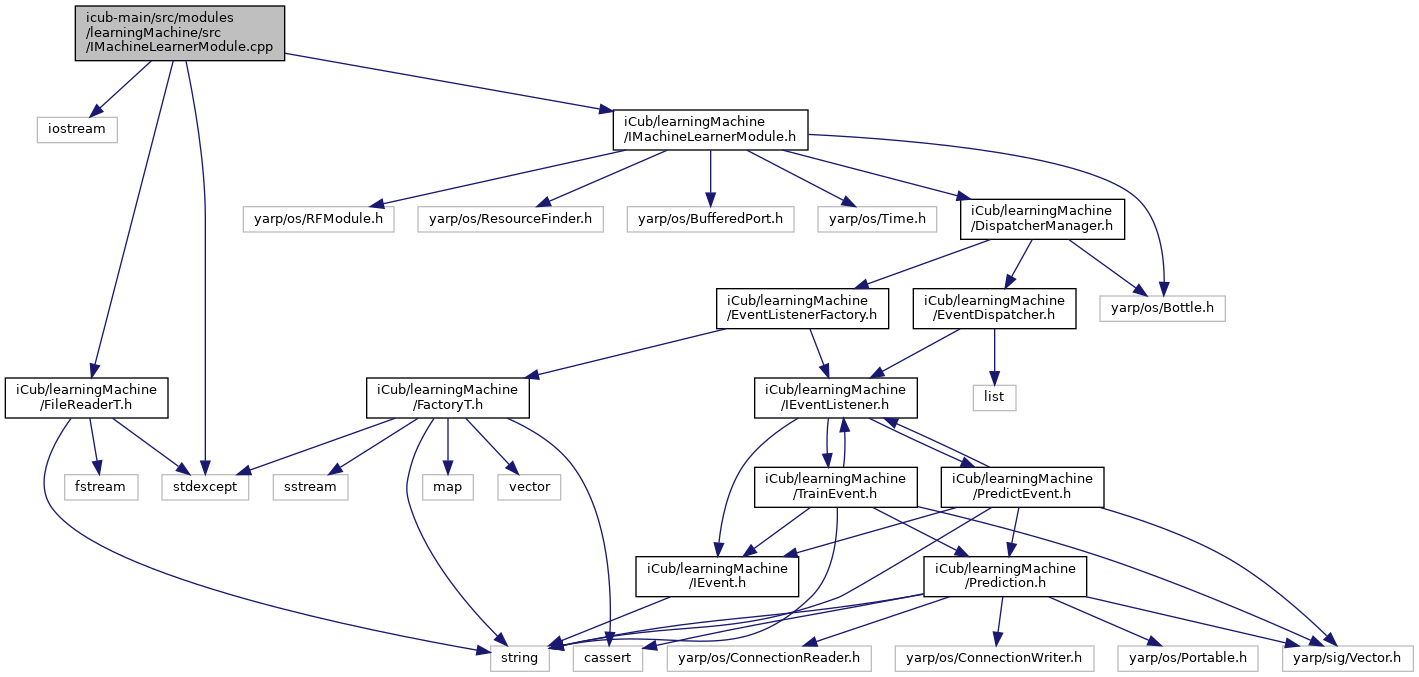 icub-main/src/modules
/learningMachine/src
/IMachineLearnerModule.cpp
iostream
iCub/learningMachine
/IMachineLearnerModule.h
yarp/os/RFModule.h
yarp/os/ResourceFinder.h
yarp/os/BufferedPort.h
yarp/os/Time.h
iCub/learningMachine
/DispatcherManager.h
iCub/learningMachine
/EventListenerFactory.h
iCub/learningMachine
/EventDispatcher.h
yarp/os/Bottle.h
iCub/learningMachine
/FileReaderT.h
iCub/learningMachine
/FactoryT.h
iCub/learningMachine
/IEventListener.h
list
fstream
stdexcept
sstream
map
vector
iCub/learningMachine
/TrainEvent.h
iCub/learningMachine
/PredictEvent.h
iCub/learningMachine
/IEvent.h
iCub/learningMachine
/Prediction.h
string
cassert
yarp/os/ConnectionReader.h
yarp/os/ConnectionWriter.h
yarp/os/Portable.h
yarp/sig/Vector.h